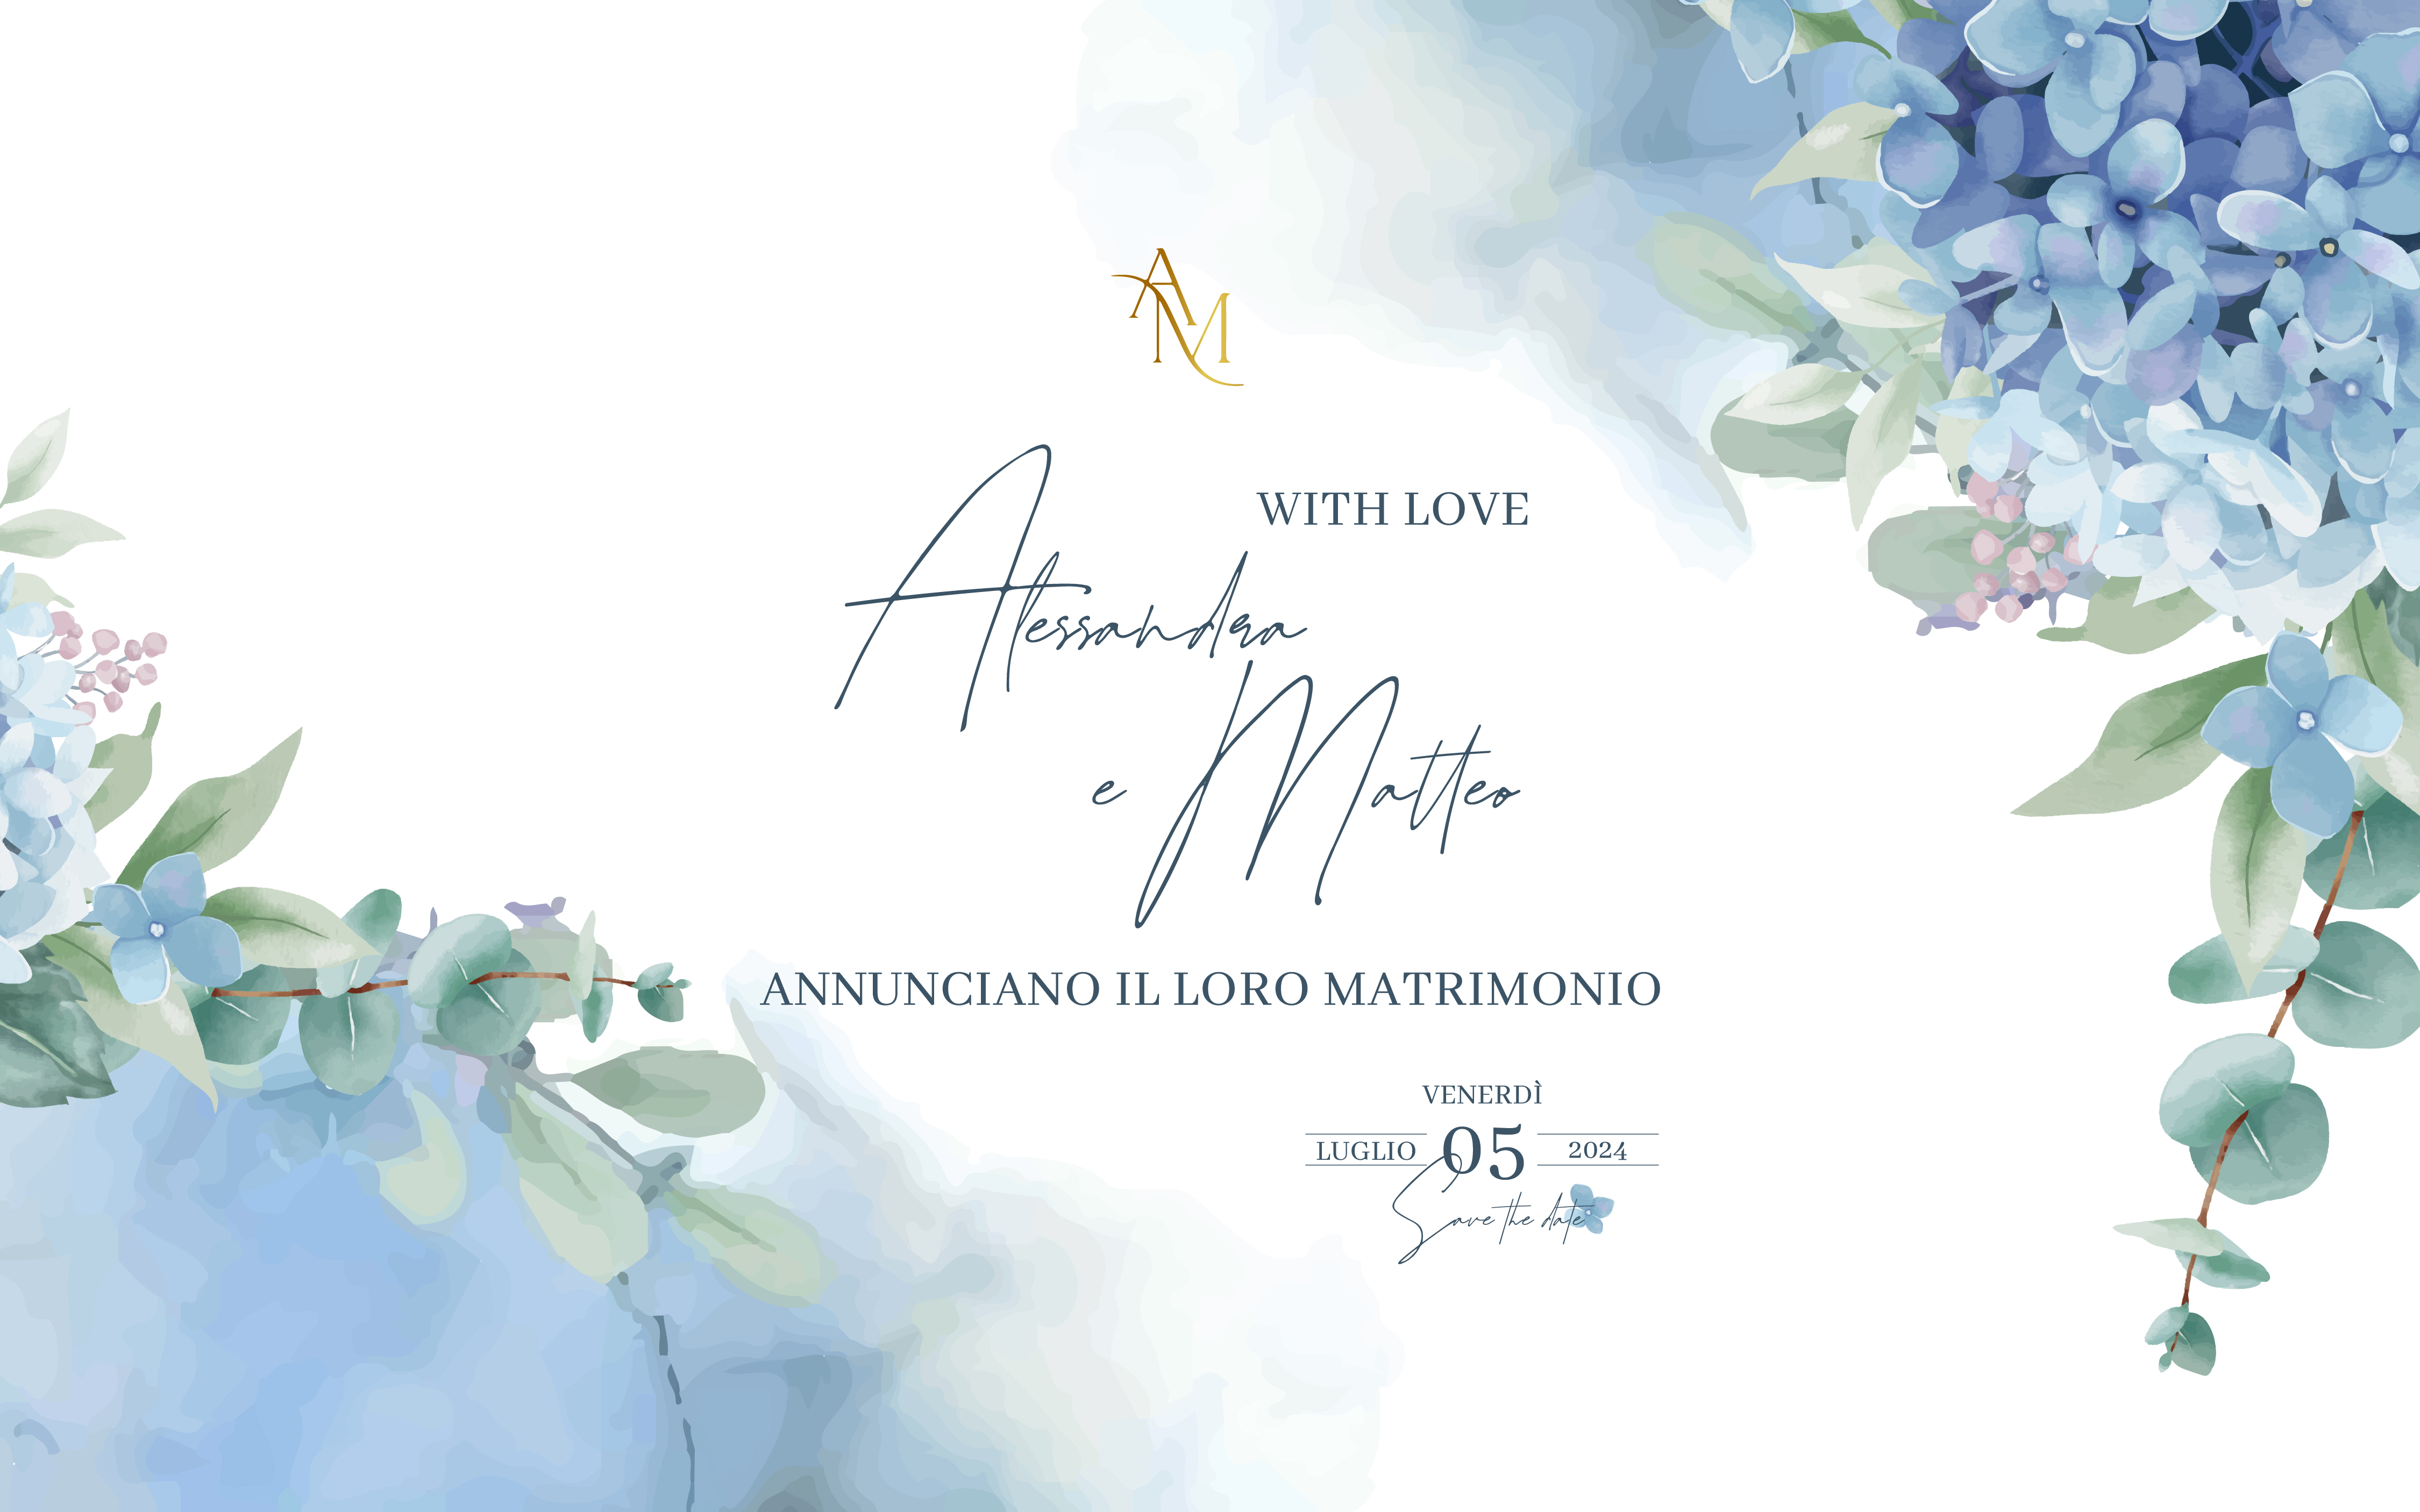 AM
WITH LOVE
Alessandra
e Matteo
ANNUNCIANO IL LORO MATRIMONIO
VENERDÌ
LUGLIO 05 2024
Save the date